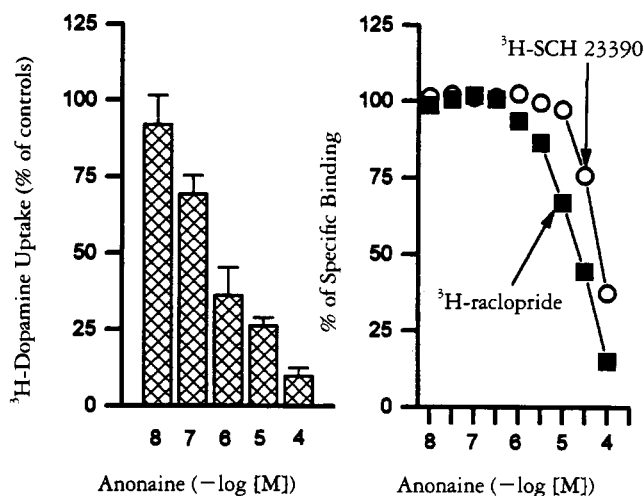 ³H-Dopamine Uptake (% of controls)
125
100
75
50
25
0
8 7 6 5 4
Anonaine (−log [M])
% of Specific Binding
125
100
75
50
25
0
³H-SCH 23390
³H-raclopride
8 7 6 5 4
Anonaine (−log [M])